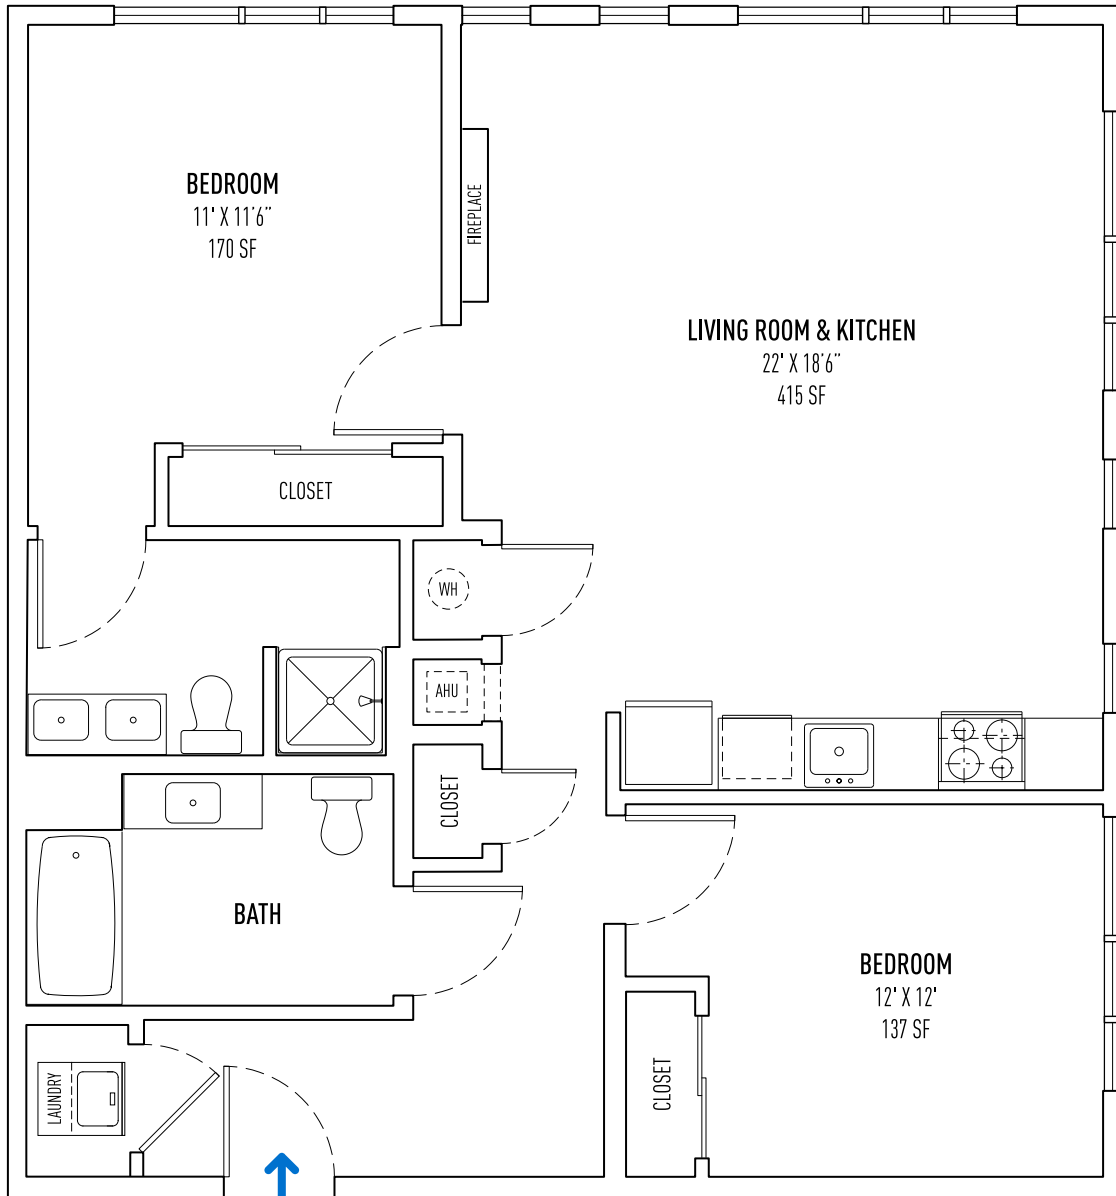 BEDROOM
11' X 11'6"
170 SF
FIREPLACE
LIVING ROOM & KITCHEN
22' X 18'6"
415 SF
CLOSET
WH
AHU
CLOSET
BATH
BEDROOM
12' X 12'
137 SF
CLOSET
LAUNDRY